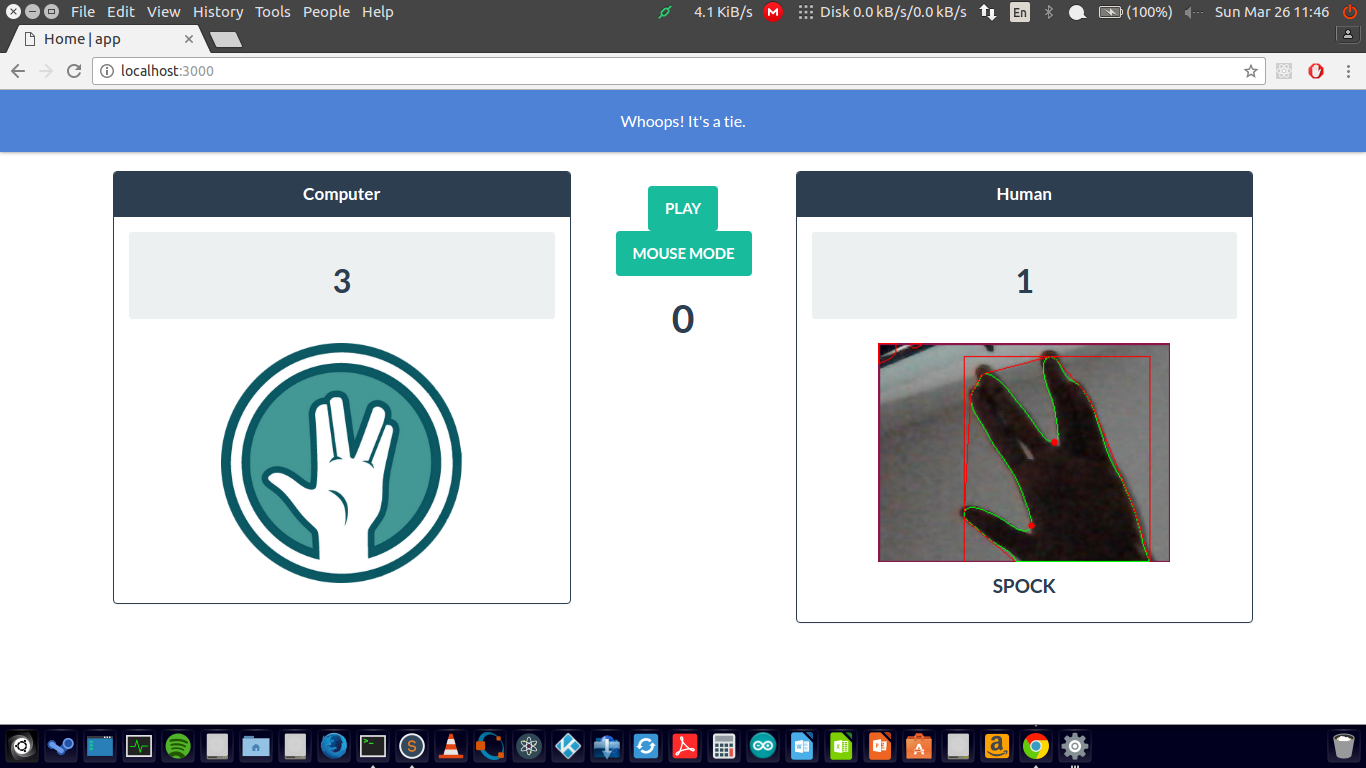 File Edit View History Tools People Help 4.1 KiB/s M Disk 0.0 kB/s/0.0 kB/s En (100%) Sun Mar 26 11:46
Home | app
localhost:3000
Whoops! It's a tie.
Computer
3
PLAY
MOUSE MODE
0
Human
1
SPOCK